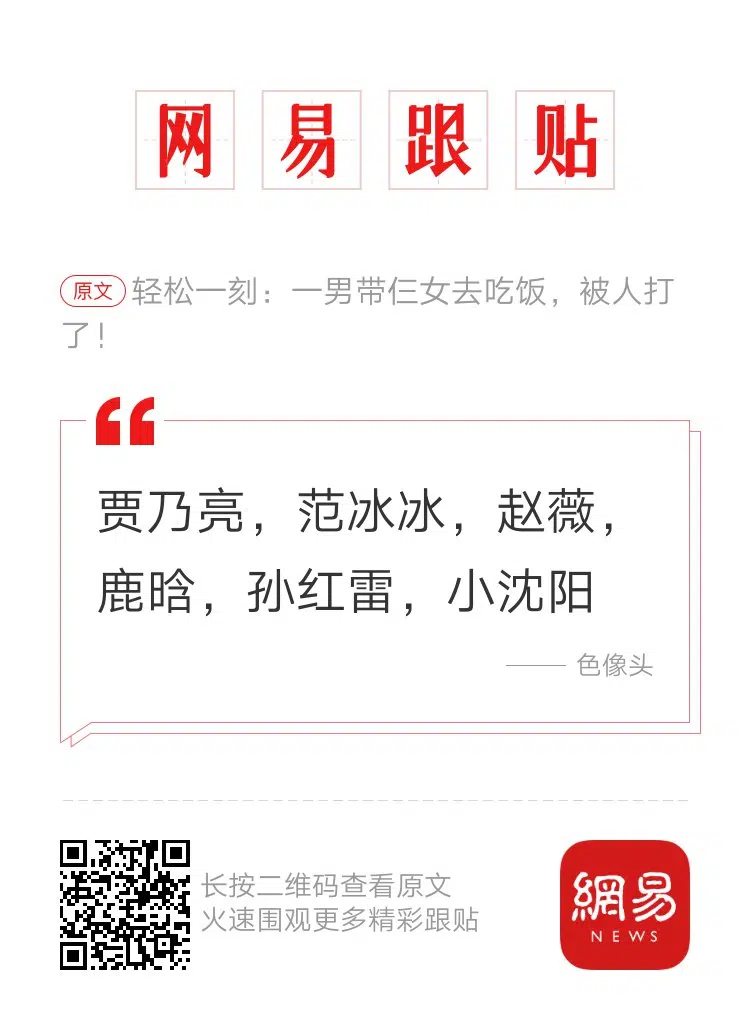 网易跟贴
原文 轻松一刻：一男带仨女去吃饭，被人打
了！
贾乃亮，范冰冰，赵薇，
鹿晗，孙红雷，小沈阳
—— 色像头
长按二维码查看原文
火速围观更多精彩跟贴
網易
NEWS